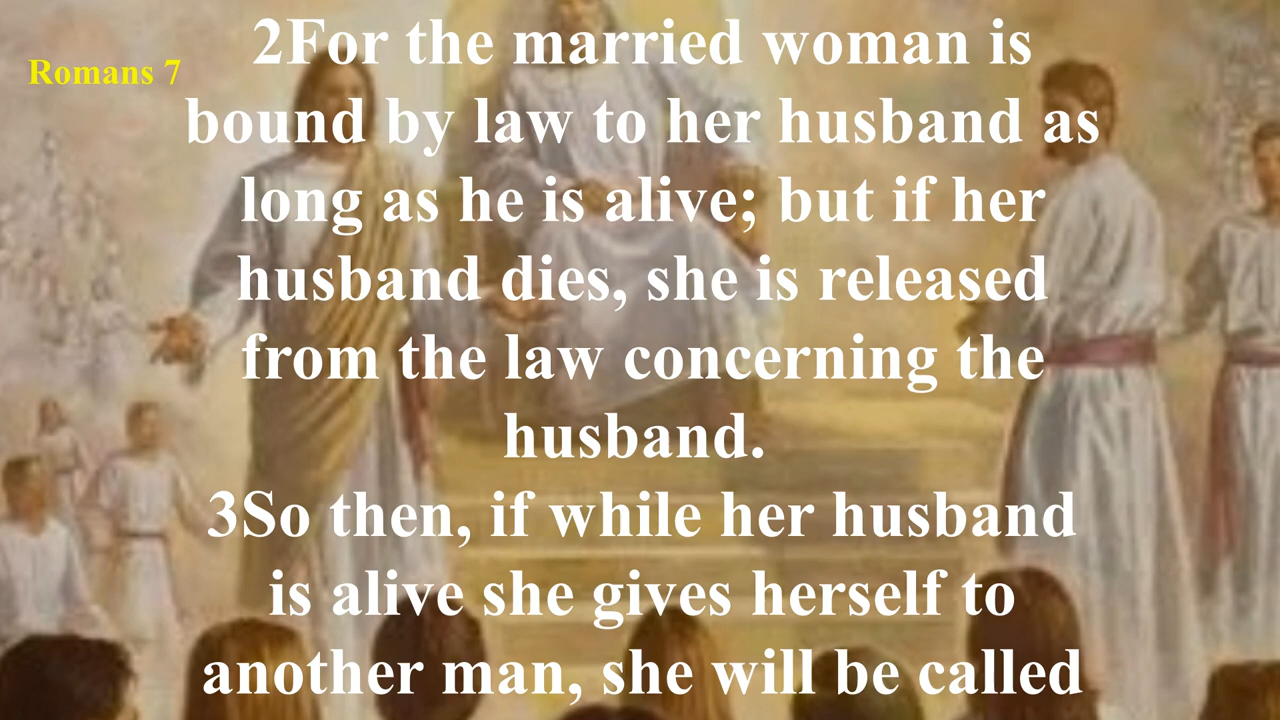 Romans 7
2For the married woman is
bound by law to her husband as
long as he is alive; but if her
husband dies, she is released
from the law concerning the
husband.
3So then, if while her husband
is alive she gives herself to
another man, she will be called